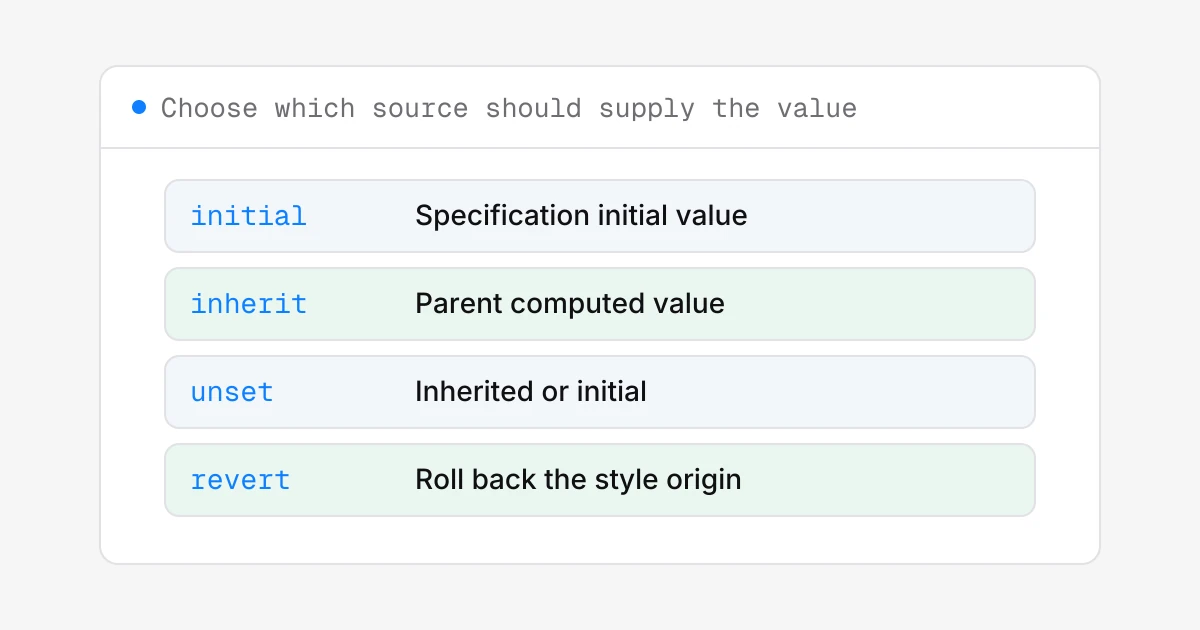 Choose which source should supply the value
initial Specification initial value
inherit Parent computed value
unset Inherited or initial
revert Roll back the style origin